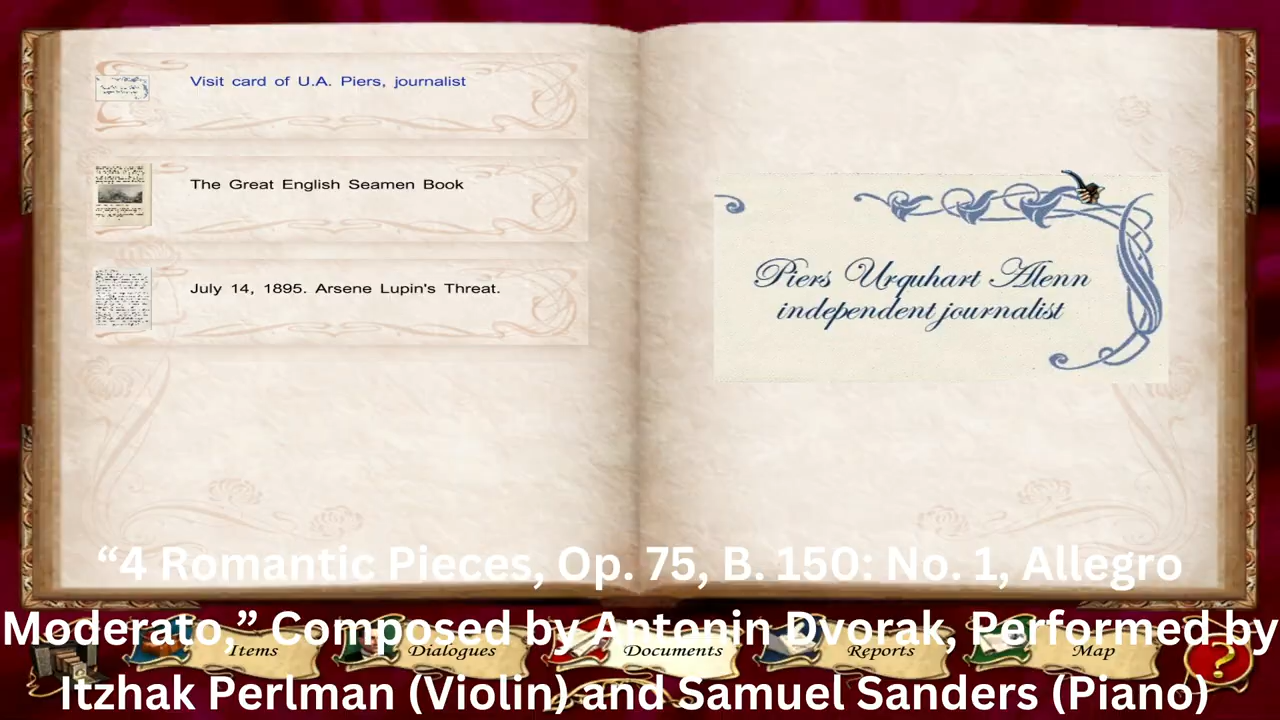 Visit card of U.A. Piers, journalist
The Great English Seamen Book
July 14, 1895. Arsene Lupin's Threat.
Piers Urquhart Alenn
independent journalist
“4 Romantic Pieces, Op. 75, B. 150: No. 1, Allegro
Moderato,” Composed by Antonin Dvorak, Performed by
Itzhak Perlman (Violin) and Samuel Sanders (Piano)
Items
Dialogues
Documents
Reports
Map
?